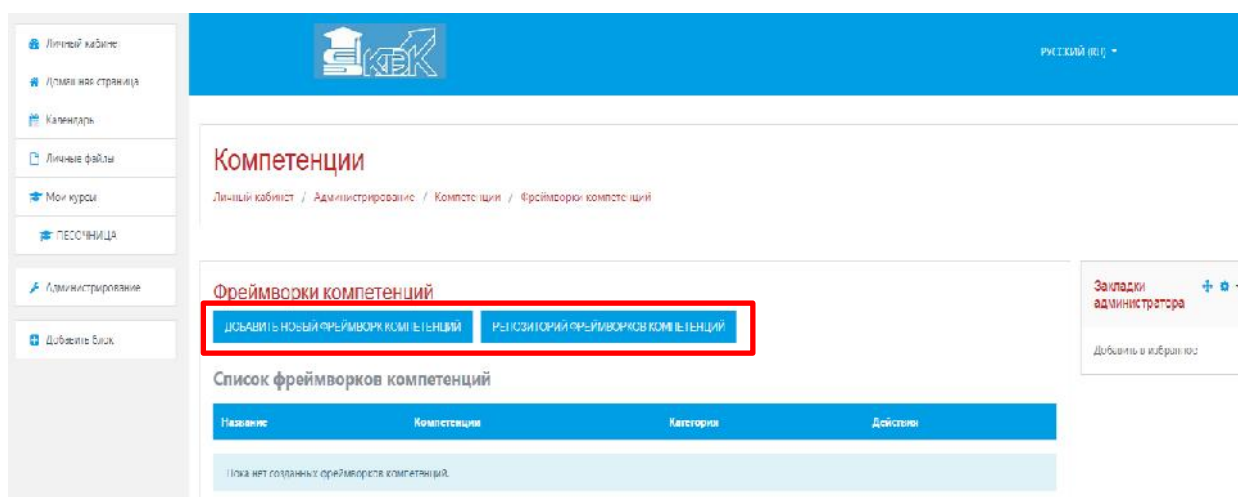 Личный кабинет
Домашняя страница
Календарь
Личные файлы
Мои курсы
ПЕСОЧНИЦА
Администрирование
Добавить блок
КТЭК
РУССКИЙ (RU)
Компетенции
Личный кабинет / Администрирование / Компетенции / Фреймворки компетенций
Фреймворки компетенций
ДОБАВИТЬ НОВЫЙ ФРЕЙМВОРК КОМПЕТЕНЦИЙ
РЕПОЗИТОРИЙ ФРЕЙМВОРКОВ КОМПЕТЕНЦИЙ
Список фреймворков компетенций
Название Компетенции Категория Действия
Пока нет созданных фреймворков компетенций.
Закладки
администратора
Добавить в избранное